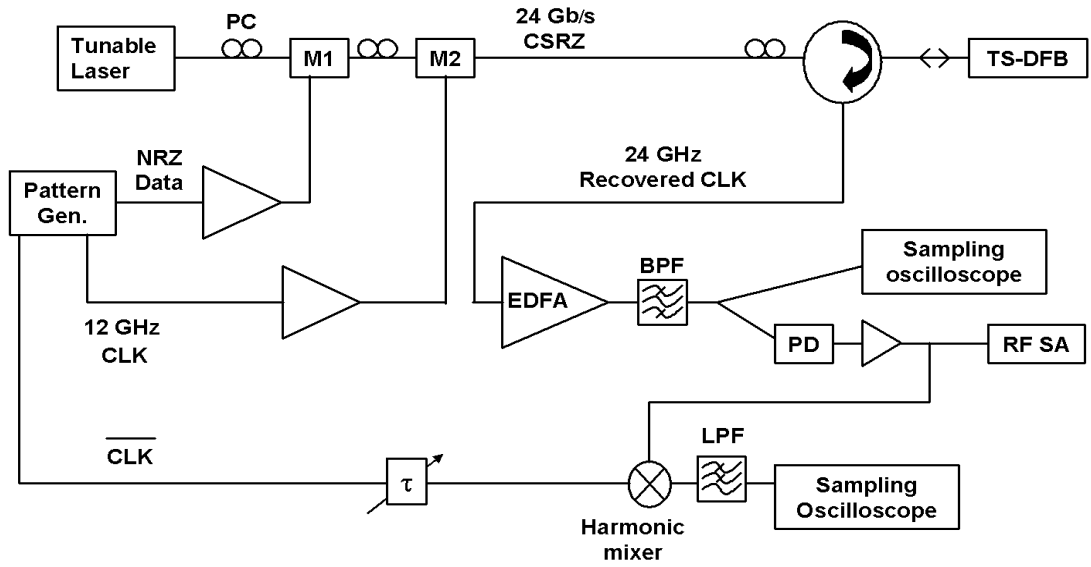 Tunable
Laser
PC
M1
M2
24 Gb/s
CSRZ
TS-DFB
NRZ
Data
Pattern
Gen.
24 GHz
Recovered CLK
12 GHz
CLK
EDFA
BPF
Sampling
oscilloscope
PD
RF SA
CLK
τ
LPF
Harmonic
mixer
Sampling
Oscilloscope